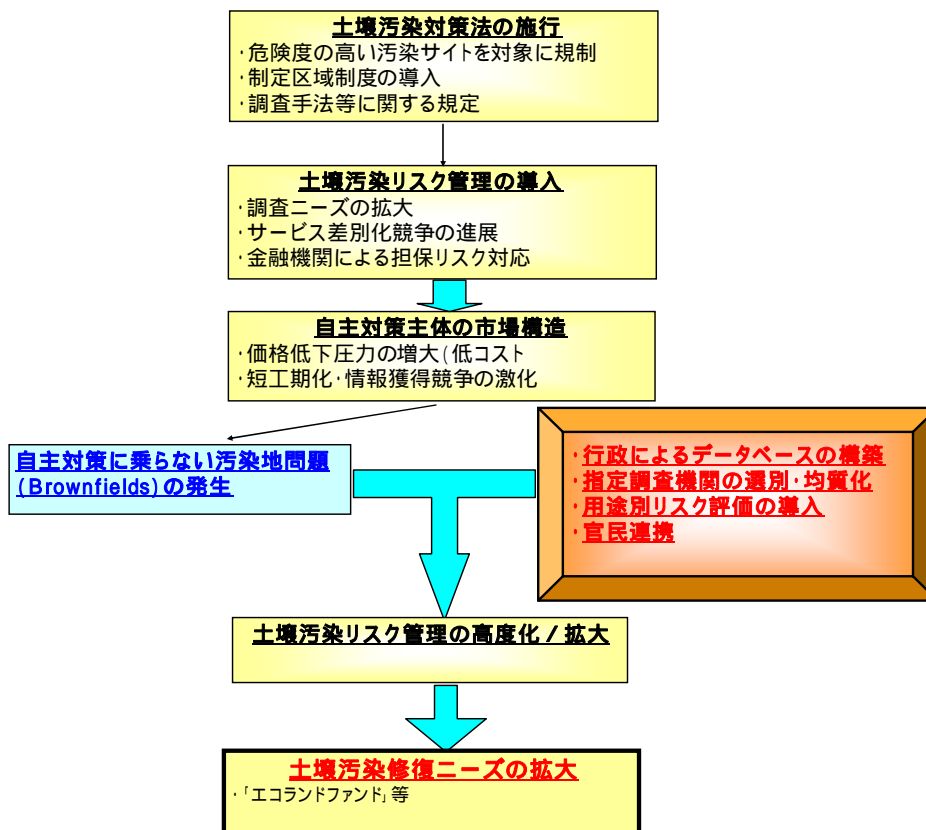 土壌汚染対策法の施行
・危険度の高い汚染サイトを対象に規制
・制定区域制度の導入
・調査手法等に関する規定
土壌汚染リスク管理の導入
・調査ニーズの拡大
・サービス差別化競争の進展
・金融機関による担保リスク対応
自主対策主体の市場構造
・価格低下圧力の増大(低コスト
・短工期化・情報獲得競争の激化
自主対策に乗らない汚染地問題
(Brownfields)の発生
・行政によるデータベースの構築
・指定調査機関の選別・均質化
・用途別リスク評価の導入
・官民連携
土壌汚染リスク管理の高度化/拡大
土壌汚染修復ニーズの拡大
・「エコランドファンド」等